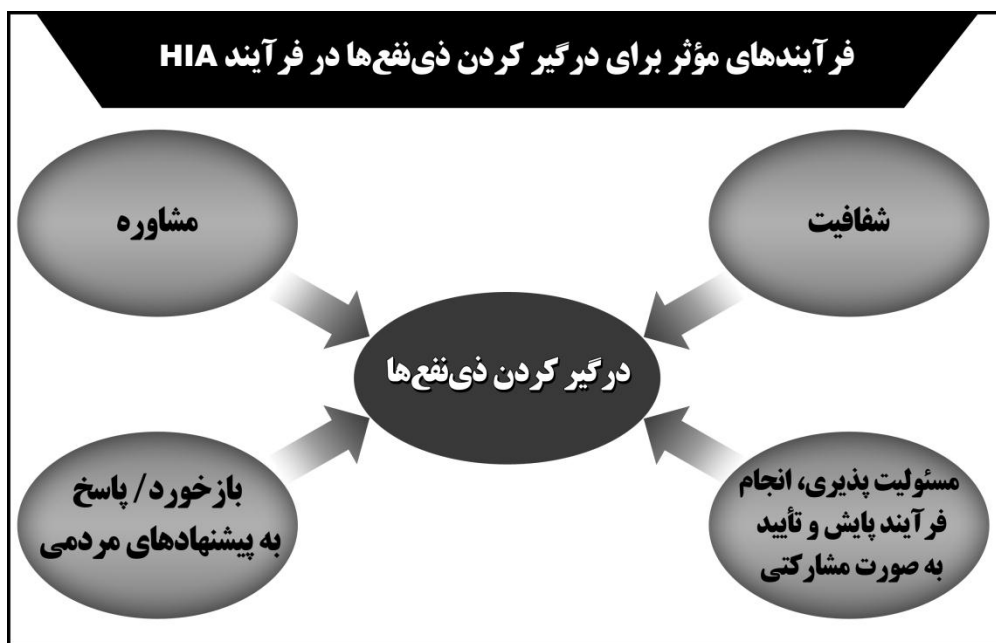 فرآیندهای مؤثر برای درگیر کردن ذی‌نفع‌ها در فرآیند HIA
شفافیت
مشاوره
درگیر کردن ذی‌نفع‌ها
مسئولیت پذیری، انجام
فرآیند پایش و تأیید
به صورت مشارکتی
بازخورد/ پاسخ
به پیشنهادهای مردمی